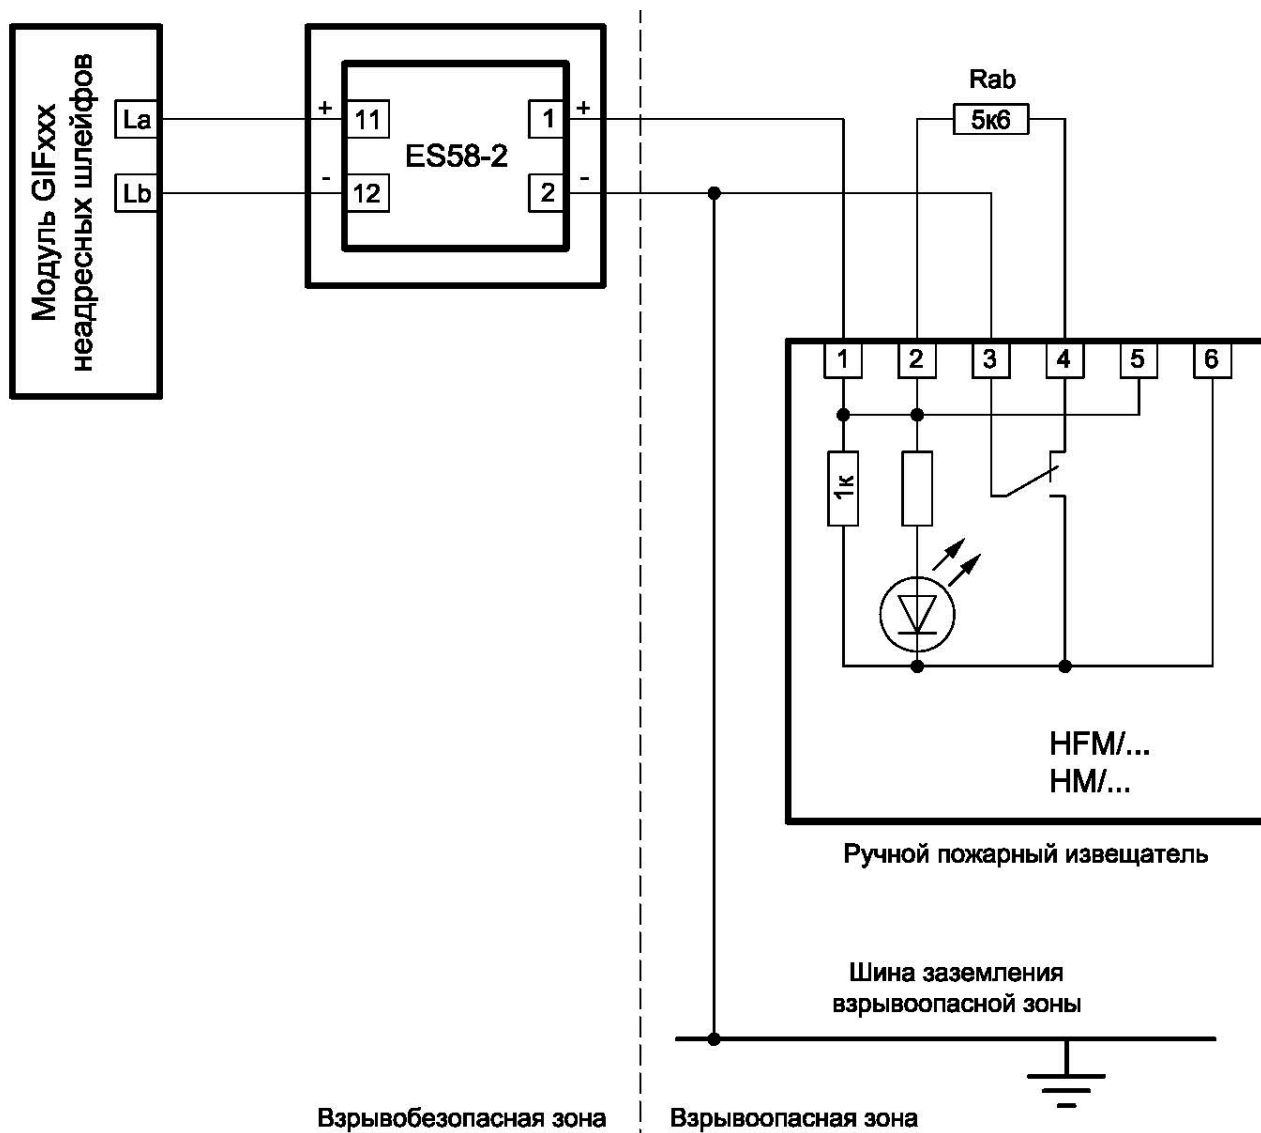 Модуль GIFxxx
неадресных шлейфов
La
Lb
+
-
11
12
ES58-2
1
2
+
-
Rab
5к6
1
2
3
4
5
6
1к
HFM/...
HM/...
Ручной пожарный извещатель
Шина заземления
взрывоопасной зоны
Взрывобезопасная зона
Взрывоопасная зона